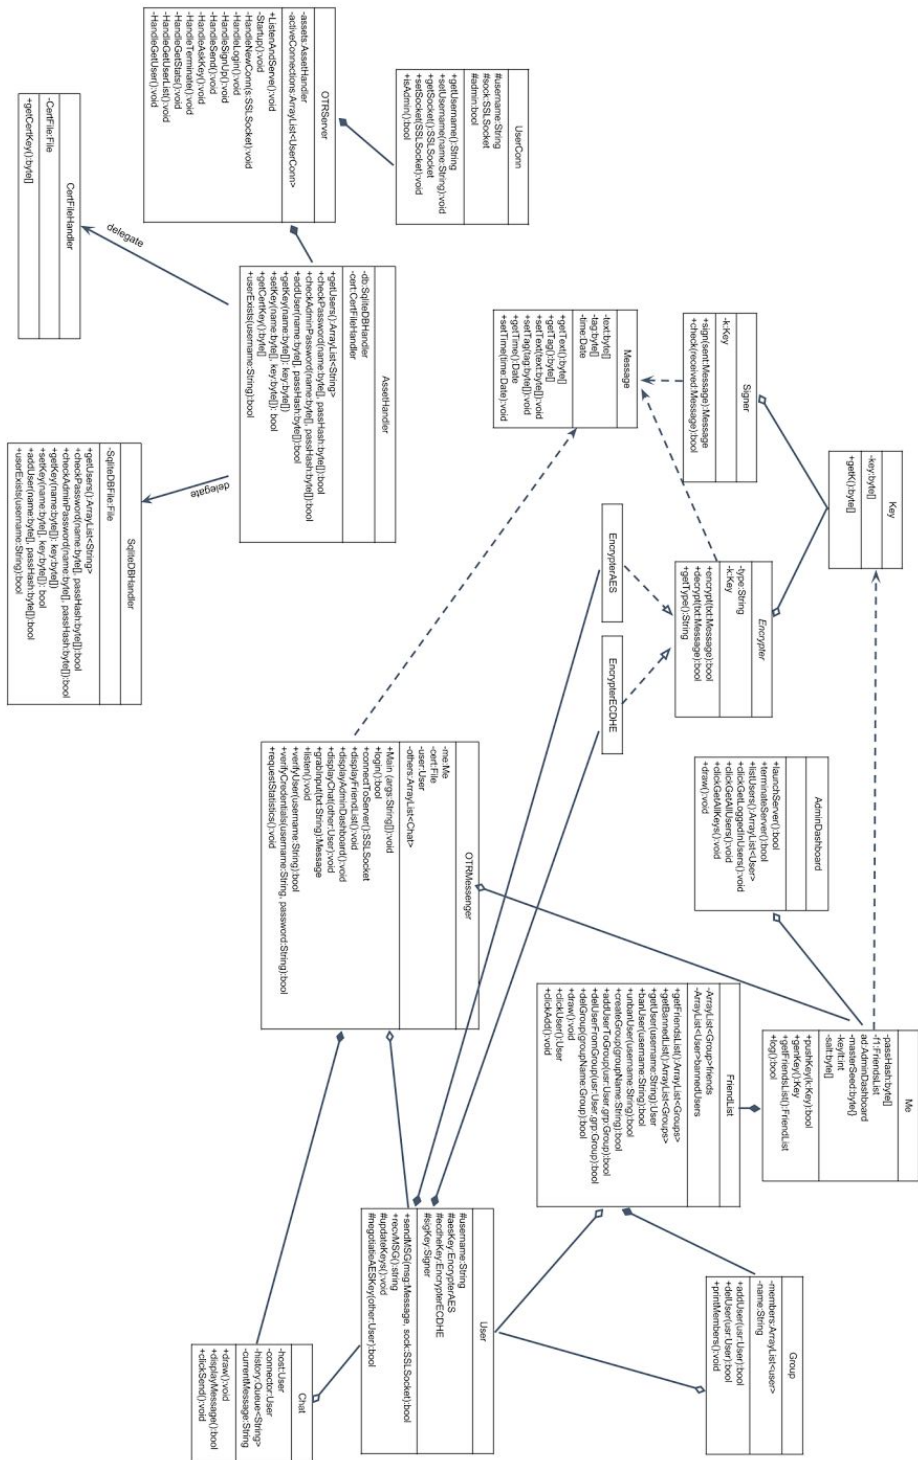 Me
-passHash:byte[]
-f1:FriendsList
ad:AdminDashboard
-masterSeed:byte{}
-keyIt:int
-salt:byte[]
+pushKey(k:Key):bool
+genKey():Key
+getFriendsList():FriendList
+log():bool
Key
-key:byte[]
+getK():byte[]
AdminDashboard
+launchServer():bool
+terminateServer():bool
+listUsers():ArrayList<User>
+clickGetLoggedInUsers():void
+clickGetAllUsers():void
+clickGetAllKeys():void
+draw():void
Group
-members:ArrayList<user>
-name:String
+addUser(usr:User):bool
+delUser(usr:User):bool
+printMembers():void
Signer
-k:Key
+sign(sent:Message):Message
+check(received:Message):bool
Encrypter
-type:String
-k:Key
+encrypt(txt:Message):bool
+decrypt(txt:Message):bool
+getType():String
FriendList
-ArrayList<Group>friends
-ArrayList<User>bannedUsers
+getFriendsList():ArrayList<Groups>
+getBannedList():ArrayList<Groups>
+getUser(username:String):User
+banUser(username:String):bool
+unbanUser(username:String):bool
+createGroup(groupName:String):bool
+addUserToGroup(usr:User,grp:Group):bool
+delUserFromGroup(usr:User,grp:Group):bool
+delGroup(groupName:Group):bool
+draw():void
+clickUser():User
+clickAdd():void
Message
-text:byte[]
-tag:byte[]
-time:Date
+getText():byte[]
+getTag():byte[]
+setText(text:byte[]):void
+setTag(tag:byte[]):void
+getTime():Date
+setTime(time:Date):void
EncrypterAES
EncrypterECDHE
UserConn
#username:String
#sock:SSLSocket
#admin:bool
+getUsername():String
+setUsername(name:String):void
+getSocket():SSLSocket
+setSocket(SSLSocket):void
+isAdmin():bool
OTRMessenger
-me:Me
-cert:File
-user:User
-others:ArrayList<Chat>
+Main (args:String[]):void
+login():bool
+connectToServer():SSLSocket
+displayFriendList():void
+displayAdminDashboard():void
+displayChat(other:User):void
+grabInput(txt:String):Message
+listen():void
+verifyUser(username:String):bool
+verifyCredentials(username:String, password:String):bool
+requestStatistics():void
User
#username:String
#aesKey:EncrypterAES
#ecdheKey:EncrypterECDHE
#sigKey:Signer
+sendMSG(msg:Message, sock:SSLSocket):bool
+recvMSG():string
#updateKeys():void
#negotiatieAESKey(other:User):bool
OTRServer
-assets:AssetHandler
-activeConnections:ArrayList<UserConn>
+ListenAndServe():void
-Startup():void
-HandleNewConn(s:SSLSocket):void
-HandleLogin():void
-HandleSignUp():void
-HandleSend():void
-HandleAskKey():void
-HandleTerminate():void
-HandleGetStats():void
-HandleGetUserList():void
-HandleGetUser():void
AssetHandler
-db:SqliteDBHandler
-cert:CertFileHandler
+getUsers():ArrayList<String>
+checkPassword(name:byte[], passHash:byte[]):bool
+checkAdminPassword(name:byte[], passHash:byte[]):bool
+addUser(name:byte[], passHash:byte[]):bool
+getKey(name:byte[]): key:byte[])
+setKey(name:byte[], key:byte[]): bool
+getCertKey():byte[]
+userExists(username:String):bool
Chat
-host:User
-connector:User
-history:Queue<String>
-currentMessage:String
+draw():void
+displayMessage():bool
+clickSend():void
delegate
delegate
CertFileHandler
-CertFile:File
+getCertKey():byte[]
SqliteDBHandler
-SqliteDBFile:File
+getUsers():ArrayList<String>
+checkPassword(name:byte[], passHash:byte[]):bool
+checkAdminPassword(name:byte[], passHash:byte[]):bool
+getKey(name:byte[]): key:byte[])
+setKey(name:byte[], key:byte[]): bool
+addUser(name:byte[], passHash:byte[]):bool
+userExists(username:String):bool